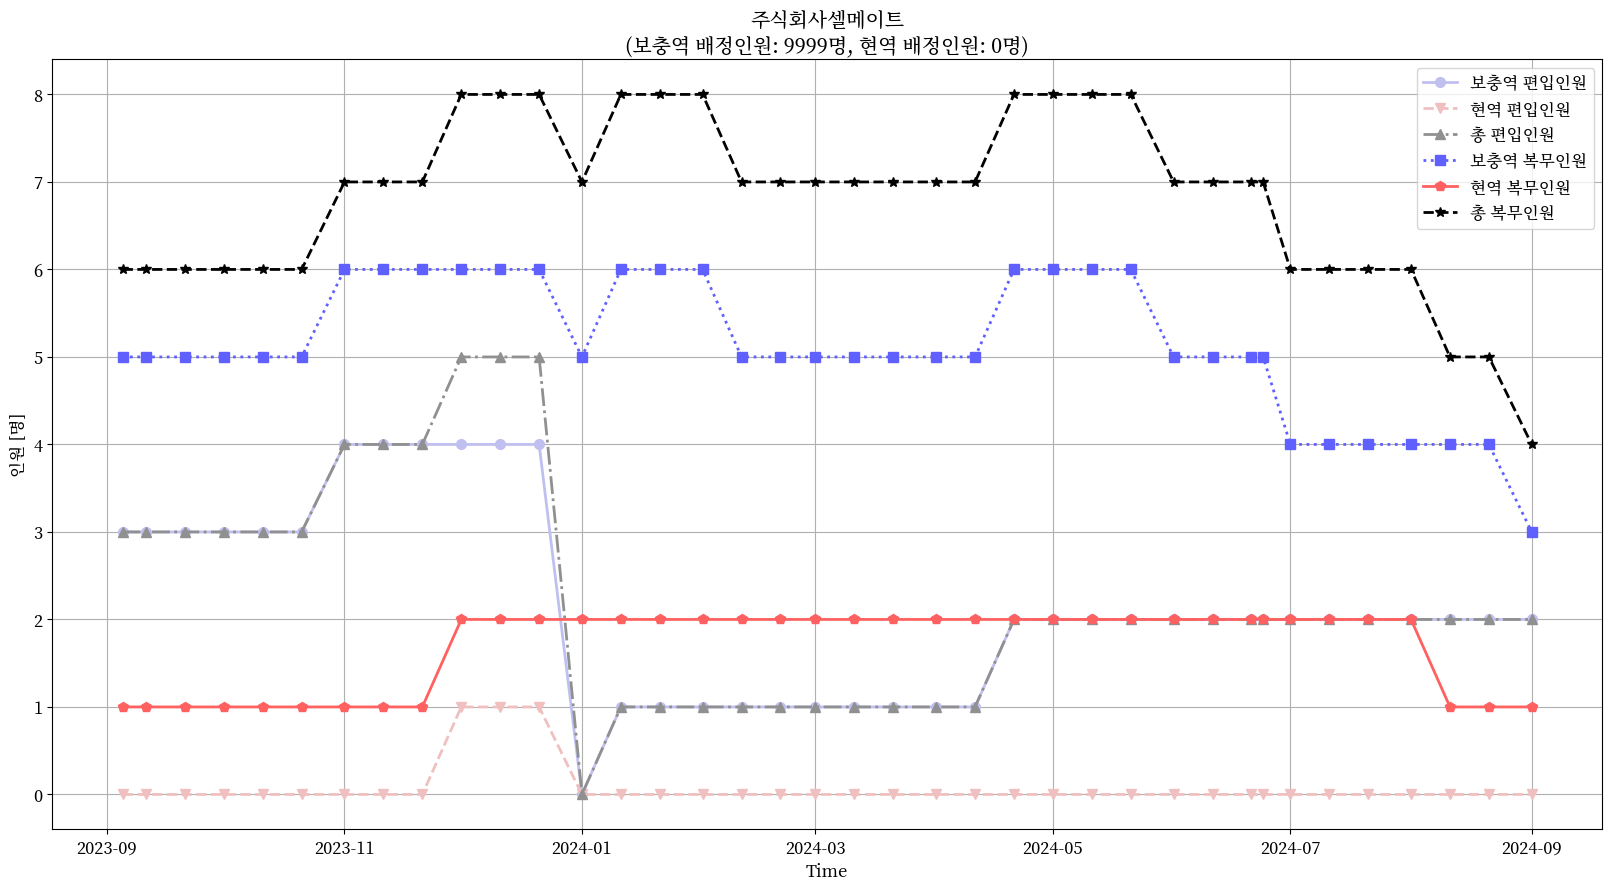 주식회사셀메이트
(보충역 배정인원: 9999명, 현역 배정인원: 0명)
보충역 편입인원
현역 편입인원
총 편입인원
보충역 복무인원
현역 복무인원
총 복무인원
인원 [명]
8
7
6
5
4
3
2
1
0
2023-09
2023-11
2024-01
2024-03
2024-05
2024-07
2024-09
Time